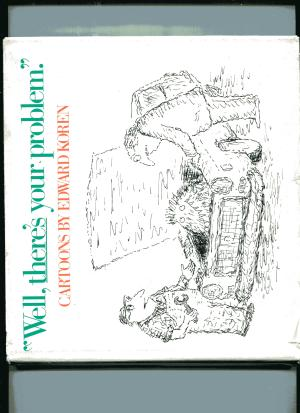 “Well, there's your problem.”
CARTOONS BY EDWARD KOREN